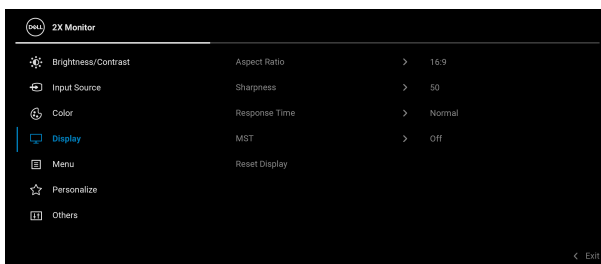 DELL 2X Monitor
Brightness/Contrast Aspect Ratio > 16:9
Input Source Sharpness > 50
Color Response Time > Normal
Display MST > Off
Menu Reset Display
Personalize
Others
< Exit